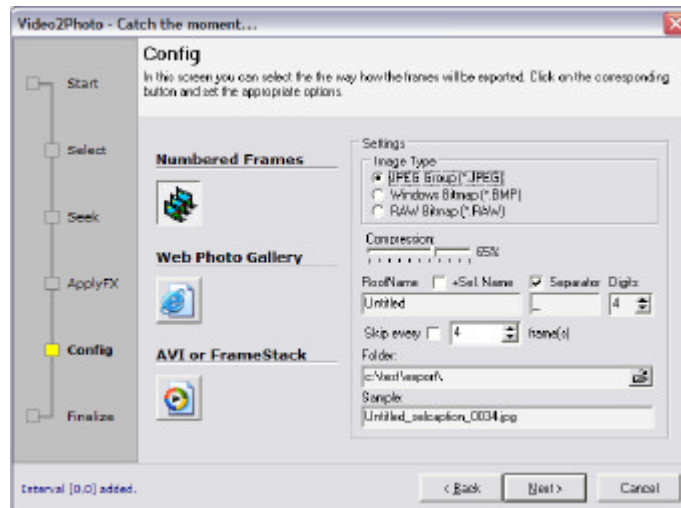 Video2Photo - Catch the moment...
Config
In this screen you can select the the way how the frames will be exported. Click on the corresponding
button and set the appropriate options.
Start
Select
Seek
ApplyFX
Config
Finalize
Numbered Frames
Web Photo Gallery
AVI or FrameStack
Settings
Image Type
JPEG Group (*.JPEG)
Windows Bitmap (*.BMP)
RAW Bitmap (*.RAW)
Compression:
65%
RootName +Sel. Name Separator Digits
Untitled _ 4
Skip every 4 frame(s)
Folder:
c:\test\export\
Sample:
Untitled_selcaption_0034.jpg
Interval [0,0] added.
< Back Next > Cancel